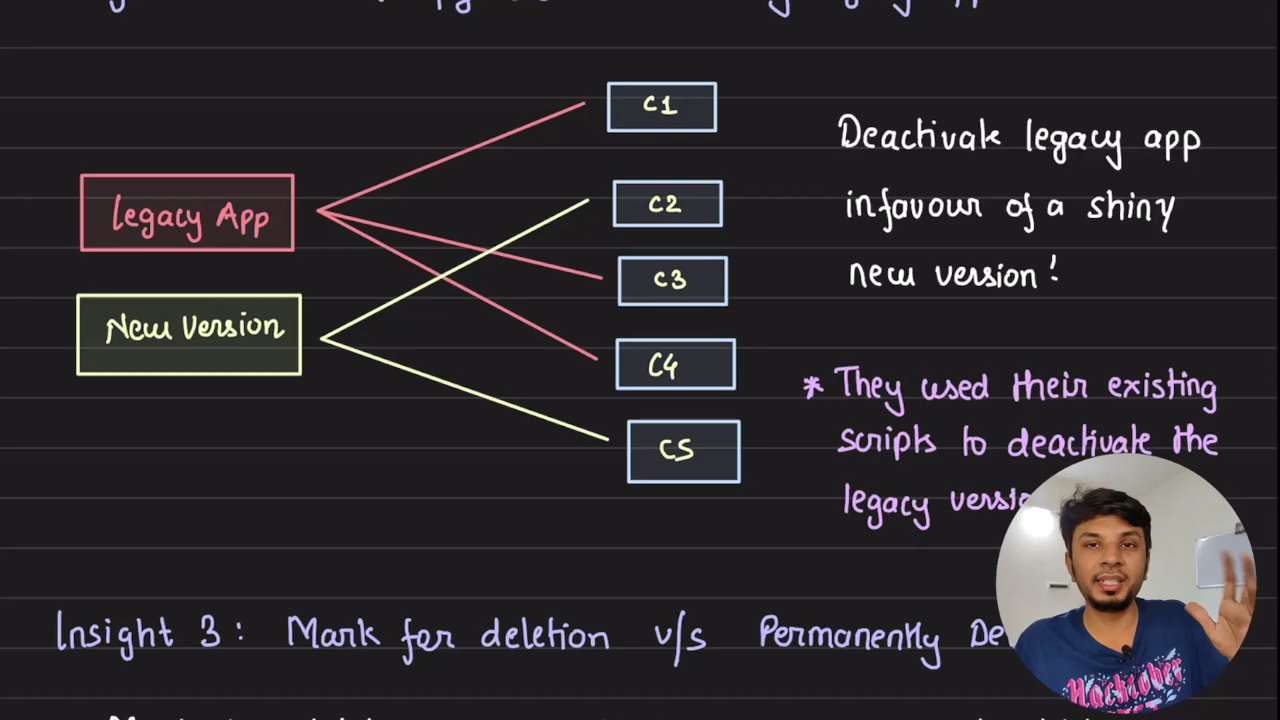 C1
Deactivate legacy app
Legacy App
C2
infavour of a shiny
C3
new version!
New Version
C4
* They used their existing
scripts to deactivate the
C5
legacy
Insight 3: Mark for deletion v/s Permanently
Hacktober